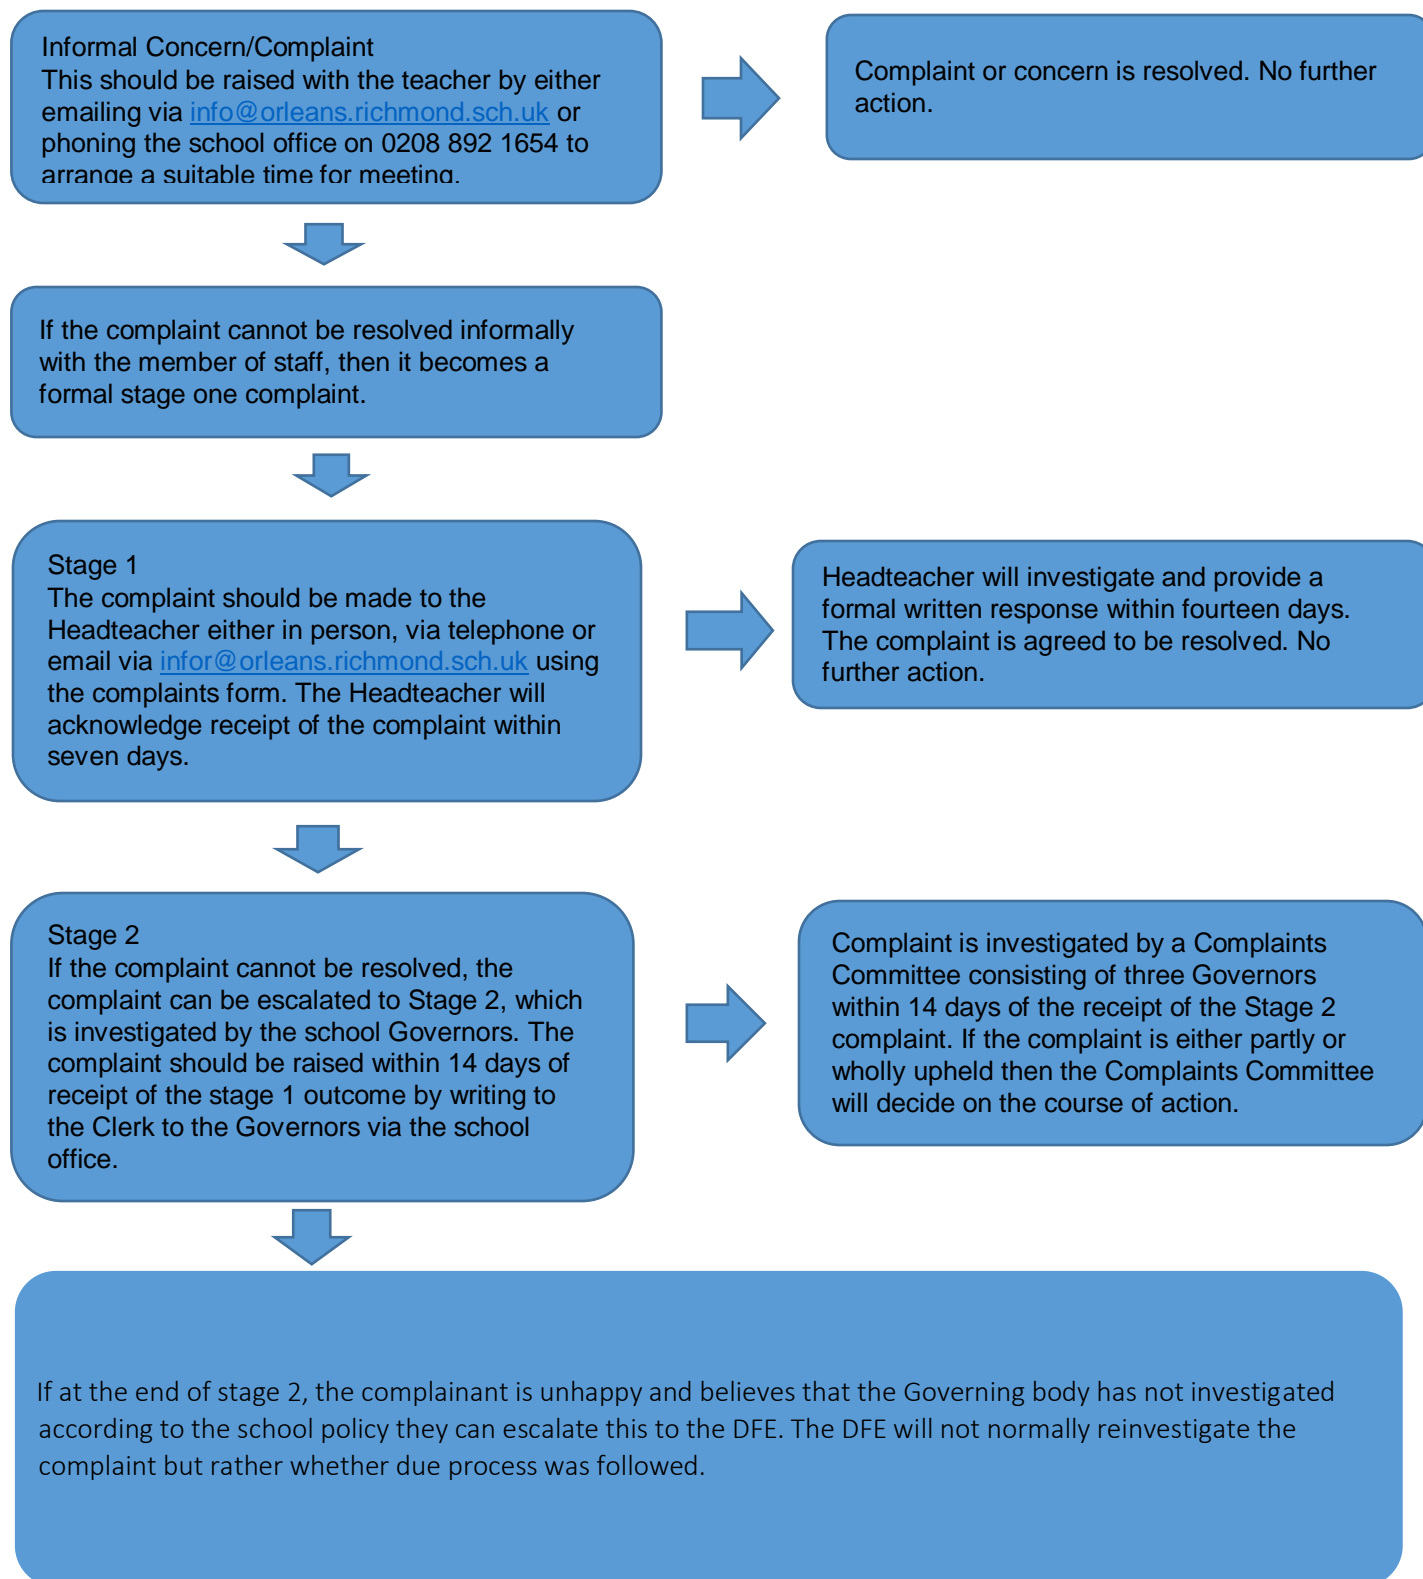 Informal Concern/Complaint
This should be raised with the teacher by either
emailing via info@orleans.richmond.sch.uk or
phoning the school office on 0208 892 1654 to
arrange a suitable time for meeting.
Complaint or concern is resolved. No further
action.
If the complaint cannot be resolved informally
with the member of staff, then it becomes a
formal stage one complaint.
Stage 1
The complaint should be made to the
Headteacher either in person, via telephone or
email via infor@orleans.richmond.sch.uk using
the complaints form. The Headteacher will
acknowledge receipt of the complaint within
seven days.
Headteacher will investigate and provide a
formal written response within fourteen days.
The complaint is agreed to be resolved. No
further action.
Stage 2
If the complaint cannot be resolved, the
complaint can be escalated to Stage 2, which
is investigated by the school Governors. The
complaint should be raised within 14 days of
receipt of the stage 1 outcome by writing to
the Clerk to the Governors via the school
office.
Complaint is investigated by a Complaints
Committee consisting of three Governors
within 14 days of the receipt of the Stage 2
complaint. If the complaint is either partly or
wholly upheld then the Complaints Committee
will decide on the course of action.
If at the end of stage 2, the complainant is unhappy and believes that the Governing body has not investigated
according to the school policy they can escalate this to the DFE. The DFE will not normally reinvestigate the
complaint but rather whether due process was followed.